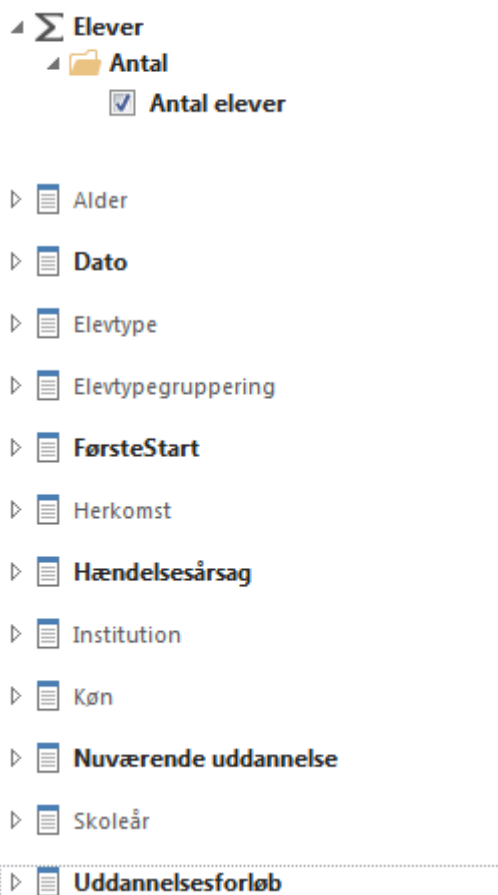 Elever
Antal
Antal elever
Alder
Dato
Elevtype
Elevtypegruppering
FørsteStart
Herkomst
Hændelsesårsag
Institution
Køn
Nuværende uddannelse
Skoleår
Uddannelsesforløb